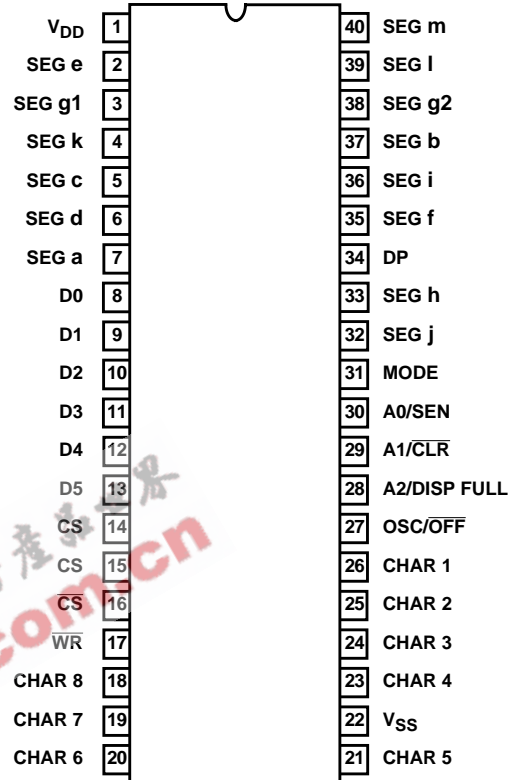 VDD 1 40 SEG m
SEG e 2 39 SEG l
SEG g1 3 38 SEG g2
SEG k 4 37 SEG b
SEG c 5 36 SEG i
SEG d 6 35 SEG f
SEG a 7 34 DP
D0 8 33 SEG h
D1 9 32 SEG j
D2 10 31 MODE
D3 11 30 A0/SEN
D4 12 29 A1/C̅L̅R̅
D5 13 28 A2/DISP FULL
CS 14 27 OSC/O̅F̅F̅
CS 15 26 CHAR 1
C̅S̅ 16 25 CHAR 2
W̅R̅ 17 24 CHAR 3
CHAR 8 18 23 CHAR 4
CHAR 7 19 22 VSS
CHAR 6 20 21 CHAR 5
com.cn